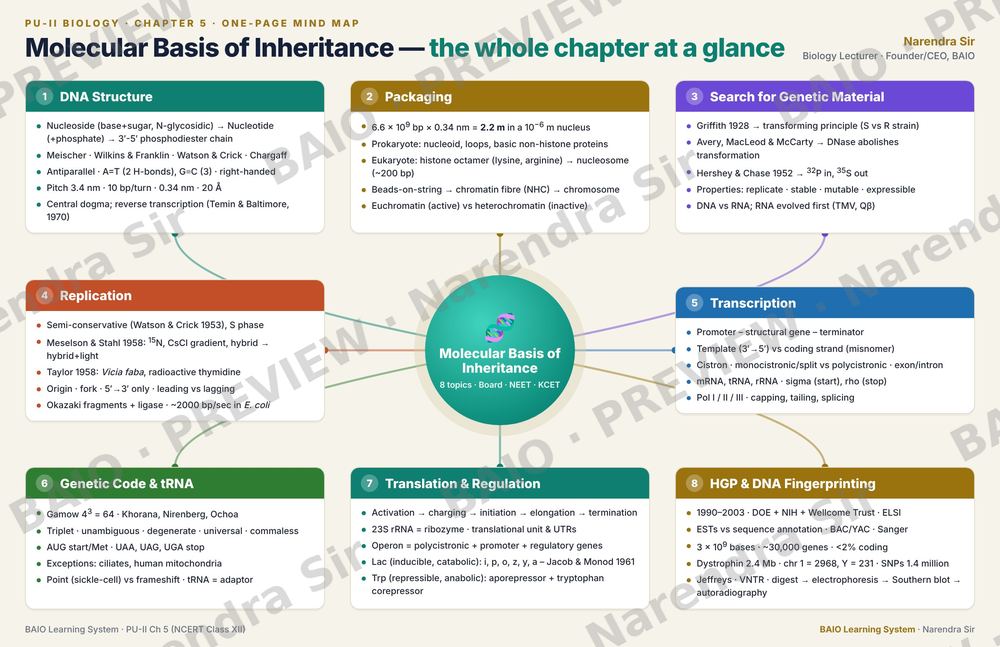 PU-II BIOLOGY · CHAPTER 5 · ONE-PAGE MIND MAP
Molecular Basis of Inheritance — the whole chapter at a glance
Narendra Sir
Biology Lecturer · Founder/CEO, BAIO
1 DNA Structure
Nucleoside (base+sugar, N-glycosidic) → Nucleotide
(+phosphate) → 3′-5′ phosphodiester chain
Meischer · Wilkins & Franklin · Watson & Crick · Chargaff
Antiparallel · A=T (2 H-bonds), G≡C (3) · right-handed
Pitch 3.4 nm · 10 bp/turn · 0.34 nm · 20 Å
Central dogma; reverse transcription (Temin & Baltimore,
1970)
2 Packaging
6.6 × 10⁹ bp × 0.34 nm = 2.2 m in a 10⁻⁶ m nucleus
Prokaryote: nucleoid, loops, basic non-histone proteins
Eukaryote: histone octamer (lysine, arginine) → nucleosome
(~200 bp)
Beads-on-string → chromatin fibre (NHC) → chromosome
Euchromatin (active) vs heterochromatin (inactive)
3 Search for Genetic Material
Griffith 1928 → transforming principle (S vs R strain)
Avery, MacLeod & McCarty → DNase abolishes
transformation
Hershey & Chase 1952 → ³²P in, ³⁵S out
Properties: replicate · stable · mutable · expressible
DNA vs RNA; RNA evolved first (TMV, Qβ)
4 Replication
Semi-conservative (Watson & Crick 1953), S phase
Meselson & Stahl 1958: ¹⁵N, CsCl gradient, hybrid →
hybrid+light
Taylor 1958: Vicia faba, radioactive thymidine
Origin · fork · 5′→3′ only · leading vs lagging
Okazaki fragments + ligase · ~2000 bp/sec in E. coli
Molecular Basis of
Inheritance
8 topics · Board · NEET · KCET
5 Transcription
Promoter – structural gene – terminator
Template (3′→5′) vs coding strand (misnomer)
Cistron · monocistronic/split vs polycistronic · exon/intron
mRNA, tRNA, rRNA · sigma (start), rho (stop)
Pol I / II / III · capping, tailing, splicing
6 Genetic Code & tRNA
Gamow 4³ = 64 · Khorana, Nirenberg, Ochoa
Triplet · unambiguous · degenerate · universal · commaless
AUG start/Met · UAA, UAG, UGA stop
Exceptions: ciliates, human mitochondria
Point (sickle-cell) vs frameshift · tRNA = adaptor
7 Translation & Regulation
Activation → charging → initiation → elongation → termination
23S rRNA = ribozyme · translational unit & UTRs
Operon = polycistronic + promoter + regulatory genes
Lac (inducible, catabolic): i, p, o, z, y, a – Jacob & Monod 1961
Trp (repressible, anabolic): aporepressor + tryptophan
corepressor
8 HGP & DNA Fingerprinting
1990–2003 · DOE + NIH + Wellcome Trust · ELSI
ESTs vs sequence annotation · BAC/YAC · Sanger
3 × 10⁹ bases · ~30,000 genes · <2% coding
Dystrophin 2.4 Mb · chr 1 = 2968, Y = 231 · SNPs 1.4 million
Jeffreys · VNTR · digest → electrophoresis → Southern blot →
autoradiography
BAIO Learning System · PU-II Ch 5 (NCERT Class XII)
BAIO Learning System · Narendra Sir
BAIO · PREVIEW · Narendra Sir